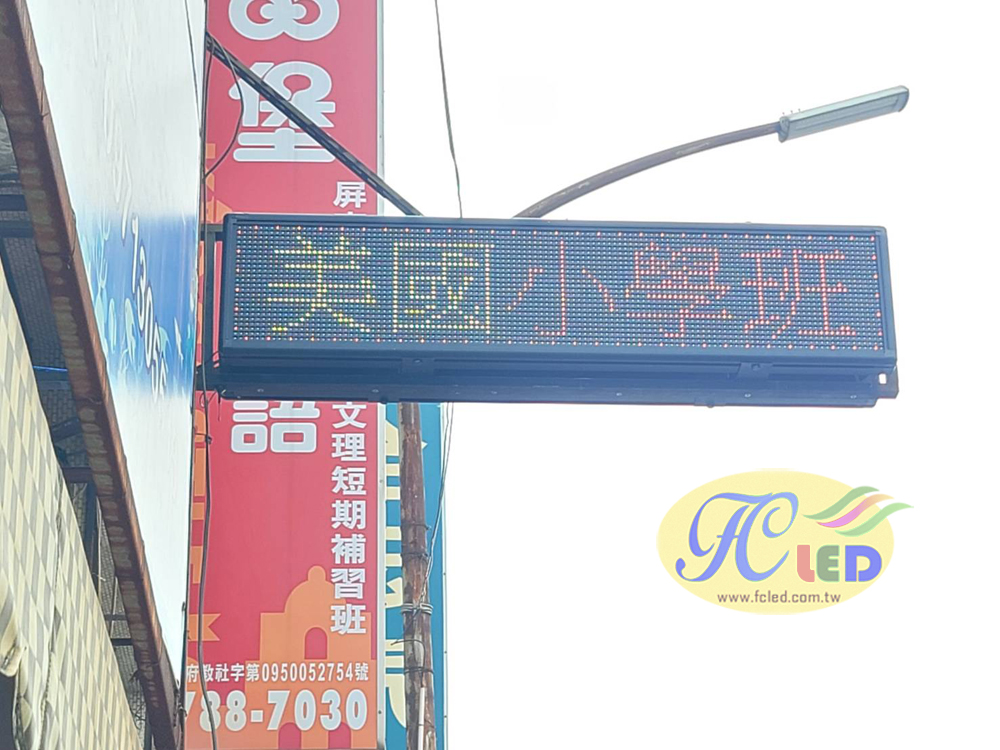 堡
屏
美國小學班
語
文理短期補習班
府教社字第0950052754號
788-7030
FC LED
www.fcled.com.tw